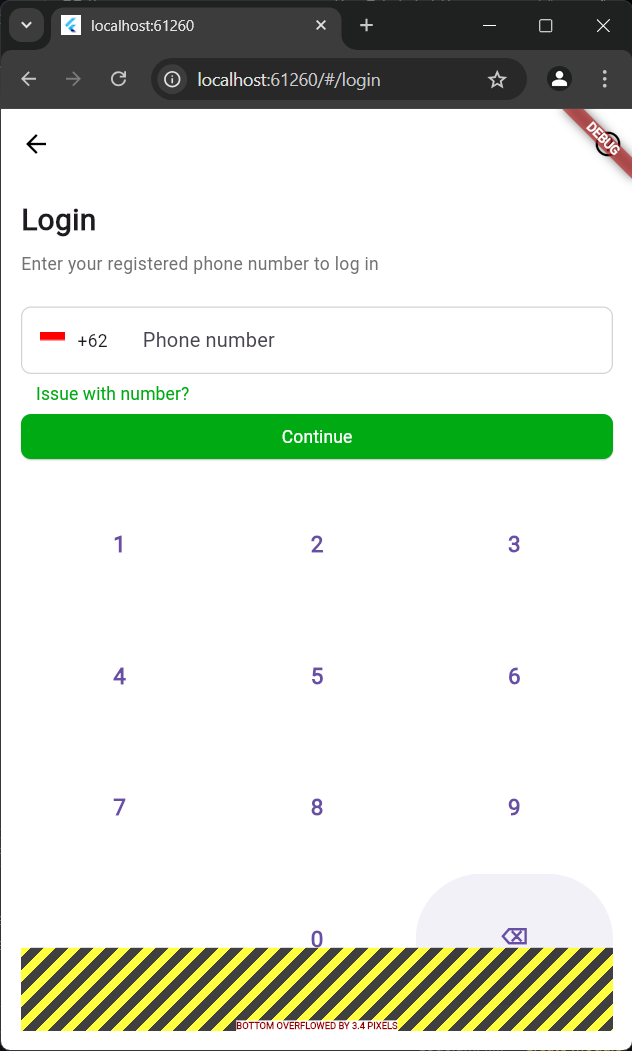 localhost:61260
localhost:61260/#/login
DEBUG
Login
Enter your registered phone number to log in
+62 Phone number
Issue with number?
Continue
1 2 3
4 5 6
7 8 9
0
BOTTOM OVERFLOWED BY 3.4 PIXELS